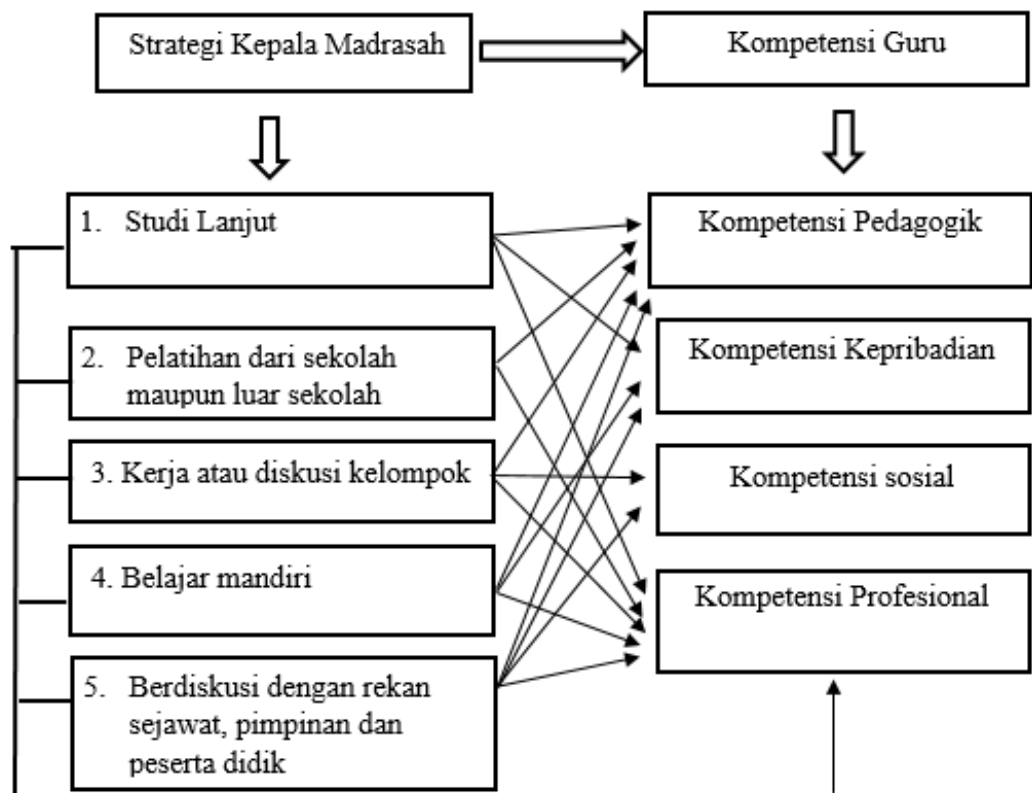 Strategi Kepala Madrasah
Kompetensi Guru
1. Studi Lanjut
Kompetensi Pedagogik
2. Pelatihan dari sekolah
maupun luar sekolah
Kompetensi Kepribadian
3. Kerja atau diskusi kelompok
Kompetensi sosial
4. Belajar mandiri
Kompetensi Profesional
5. Berdiskusi dengan rekan
sejawat, pimpinan dan
peserta didik